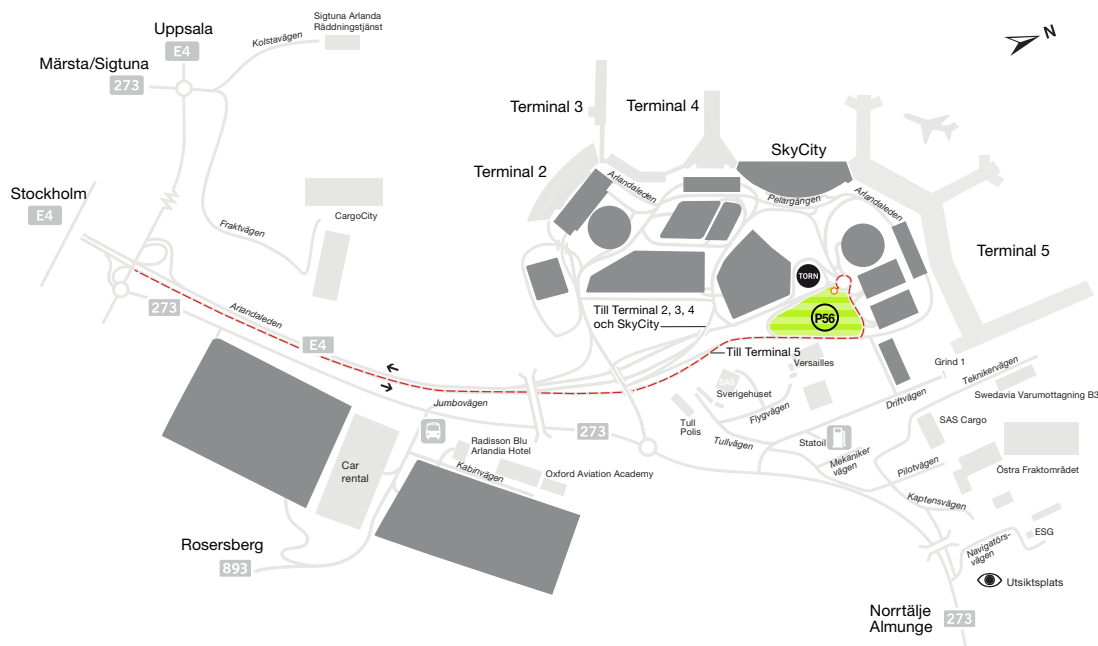 Sigtuna Arlanda
Räddningstjänst
Uppsala
E4
Kolstavägen
N
Märsta/Sigtuna
273
Terminal 3
Terminal 4
SkyCity
Terminal 2
Arlandaleden
Pelargången
Arlandaleden
Stockholm
E4
CargoCity
Fraktvägen
Terminal 5
TORN
273
Arlandaleden
Till Terminal 2, 3, 4
och SkyCity
P56
E4
Till Terminal 5
Versailles
Grind 1
Teknikervägen
SAS
Sverigehuset
Swedavia Varumottagning B3
Driftvägen
Jumbovägen
Flygvägen
Tull
Polis
SAS Cargo
273
Tullvägen
Statoil
Radisson Blu
Arlandia Hotel
Mekaniker
vägen
Pilotvägen
Car
rental
Kabinvägen
Oxford Aviation Academy
Östra Fraktområdet
Kaptensvägen
ESG
Navigatörs-
vägen
Rosersberg
893
Utsiktsplats
Norrtälje
Almunge
273